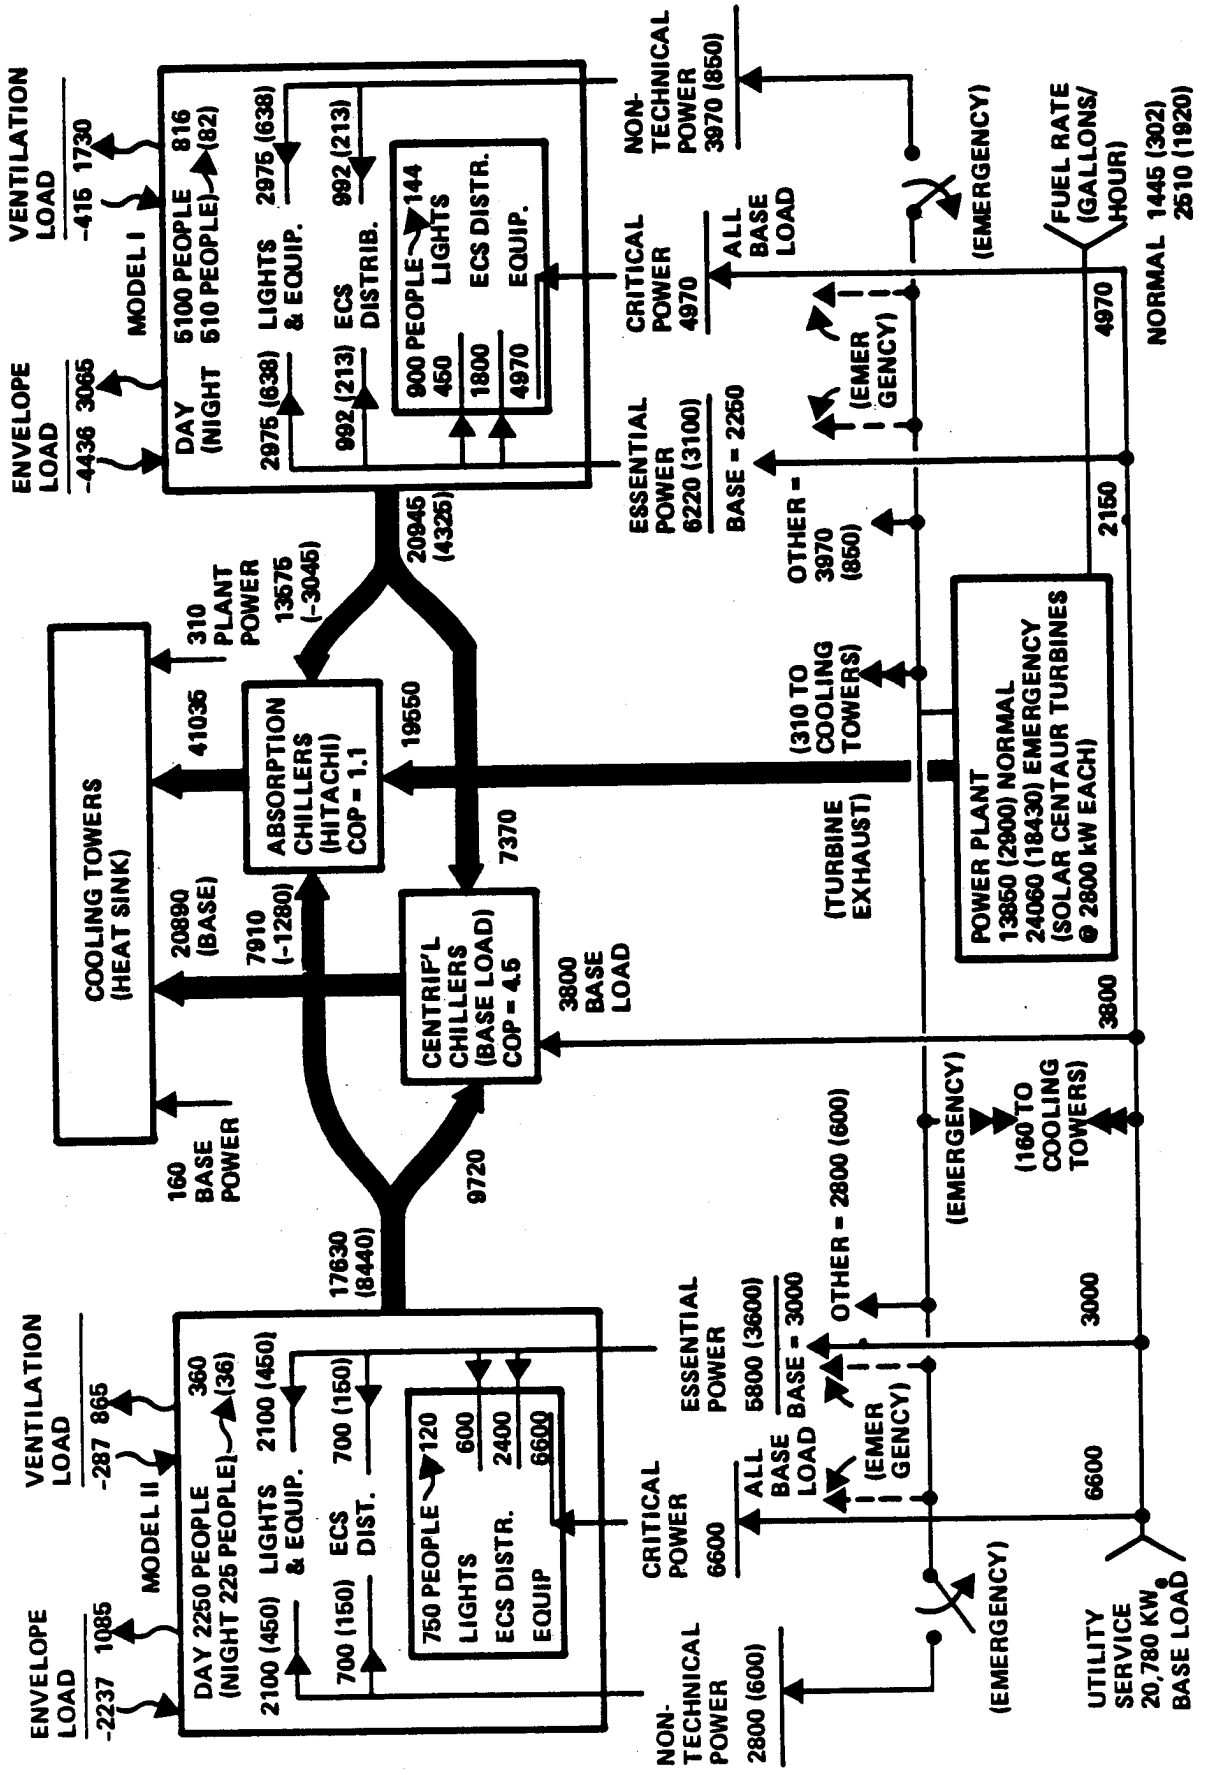 ENVELOPE
LOAD
-2237 1085
VENTILATION
LOAD
-287 865
MODEL II
DAY 2250 PEOPLE 360
(NIGHT 225 PEOPLE) (36)
2100 (450) LIGHTS 2100 (450)
& EQUIP.
700 (150) ECS 700 (150)
DIST.
750 PEOPLE 120
LIGHTS 600
ECS DISTR. 2400
EQUIP 6600
NON-
TECHNICAL
POWER
2800 (600)
CRITICAL
POWER
6600
ALL
BASE
LOAD
ESSENTIAL
POWER
5800 (3600)
BASE = 3000
OTHER = 2800 (600)
(EMER
GENCY)
(EMERGENCY)
17630
(8440)
9720
7910
(-1280)
160
BASE
POWER
COOLING TOWERS
(HEAT SINK)
20890
(BASE)
41035
310
PLANT
POWER
CENTRIF'L
CHILLERS
(BASE LOAD)
COP = 4.5
ABSORPTION
CHILLERS
(HITACHI)
COP = 1.1
3800
BASE
LOAD
7370
19550
13575
(-3045)
20945
(4325)
(TURBINE
EXHAUST)
(310 TO
COOLING
TOWERS)
ENVELOPE
LOAD
-4436 3065
VENTILATION
LOAD
-415 1730
MODEL I
DAY 5100 PEOPLE 816
(NIGHT 510 PEOPLE) (82)
2975 (638) LIGHTS 2975 (638)
& EQUIP.
992 (213) ECS 992 (213)
DISTRIB.
900 PEOPLE 144
450 LIGHTS
1800 ECS DISTR.
4970 EQUIP.
ESSENTIAL
POWER
6220 (3100)
BASE = 2250
OTHER =
3970
(850)
CRITICAL
POWER
4970
ALL
BASE
LOAD
NON-
TECHNICAL
POWER
3970 (850)
(EMER
GENCY)
(EMERGENCY)
(EMERGENCY)
(160 TO
COOLING
TOWERS)
POWER PLANT
13850 (2900) NORMAL
24060 (18430) EMERGENCY
(SOLAR CENTAUR TURBINES
@ 2800 kW EACH)
FUEL RATE
(GALLONS/
HOUR)
NORMAL 1445 (302)
2510 (1920)
UTILITY
SERVICE
20,780 KWe
BASE LOAD
6600
3000
3800
2150
4970